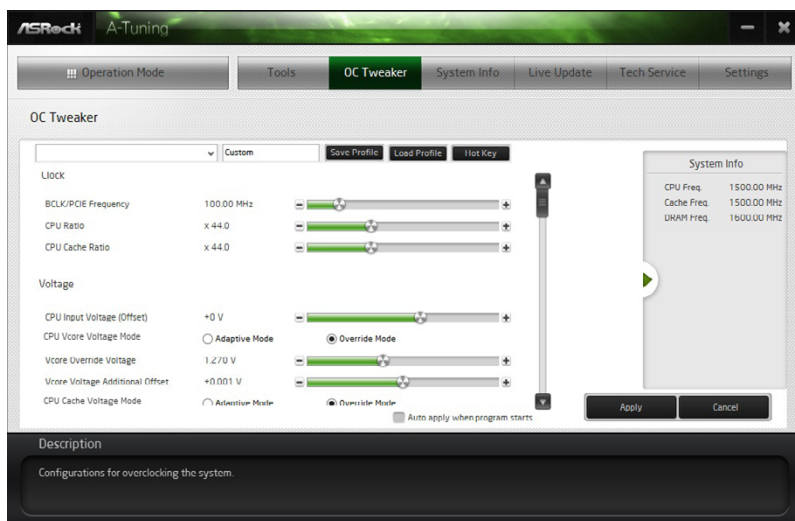 ASRock A-Tuning
Operation Mode Tools OC Tweaker System Info Live Update Tech Service Settings
OC Tweaker
Custom Save Profile Load Profile Hot Key
Clock
BCLK/PCIE Frequency 100.00 MHz
CPU Ratio x 44.0
CPU Cache Ratio x 44.0
Voltage
CPU Input Voltage (Offset) +0 V
CPU Vcore Voltage Mode Adaptive Mode Override Mode
Vcore Override Voltage 1.270 V
Vcore Voltage Additional Offset +0.001 V
CPU Cache Voltage Mode Adaptive Mode Override Mode
Auto apply when program starts
System Info
CPU Freq. 1500.00 MHz
Cache Freq. 1500.00 MHz
DRAM Freq. 1600.00 MHz
Apply Cancel
Description
Configurations for overclocking the system.